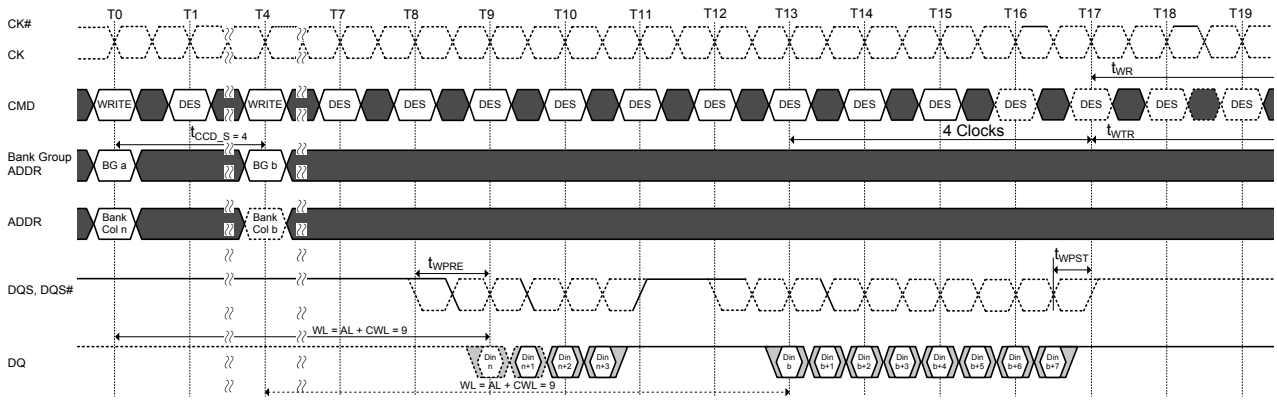 T0 T1 T4 T7 T8 T9 T10 T11 T12 T13 T14 T15 T16 T17 T18 T19
CK#
CK
tWR
CMD WRITE DES WRITE DES DES DES DES DES DES DES DES DES DES DES DES DES
tCCD_S = 4
4 Clocks
tWTR
Bank Group
ADDR
BG a BG b
ADDR
Bank
Col n
Bank
Col b
tWPRE
tWPST
DQS, DQS#
WL = AL + CWL = 9
DQ
Din
n
Din
n+1
Din
n+2
Din
n+3
Din
b
Din
b+1
Din
b+2
Din
b+3
Din
b+4
Din
b+5
Din
b+6
Din
b+7
WL = AL + CWL = 9